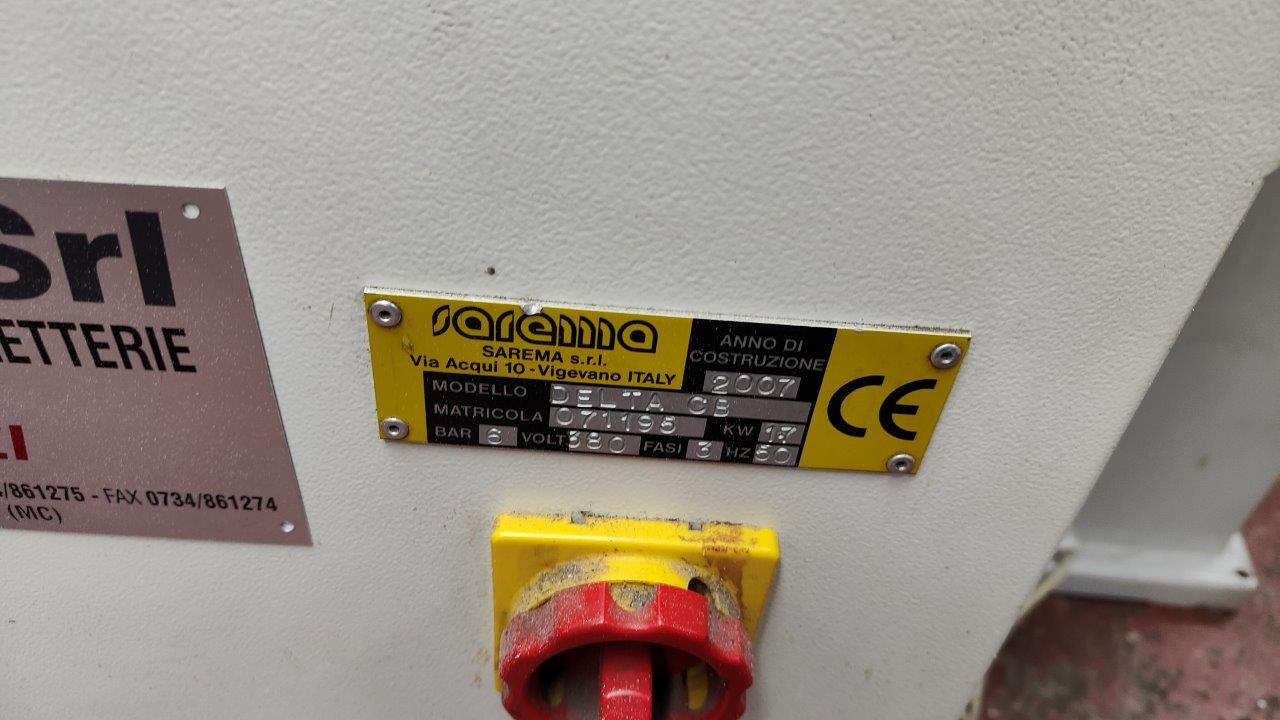 Srl
ETTERIE
/861275 - FAX 0734/861274
(MC)
sarema
SAREMA s.r.l.
Via Acqui 10 - Vigevano ITALY
ANNO DI
COSTRUZIONE
2007
MODELLO DELTA CB
MATRICOLA 071195 KW 17
BAR 6 VOLT 380 FASI 3 HZ 50
CE